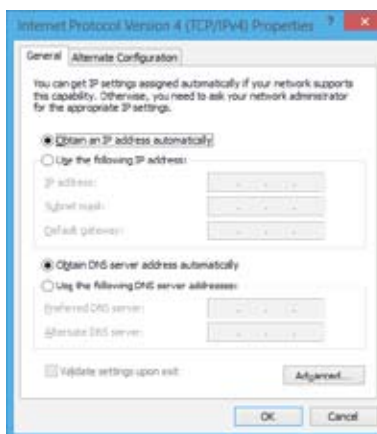 Internet Protocol Version 4 (TCP/IPv4) Properties
General
Alternate Configuration
You can get IP settings assigned automatically if your network supports
this capability. Otherwise, you need to ask your network administrator
for the appropriate IP settings.
Obtain an IP address automatically
Use the following IP address:
IP address:
Subnet mask:
Default gateway:
Obtain DNS server address automatically
Use the following DNS server addresses:
Preferred DNS server:
Alternate DNS server:
Validate settings upon exit
Advanced...
OK
Cancel